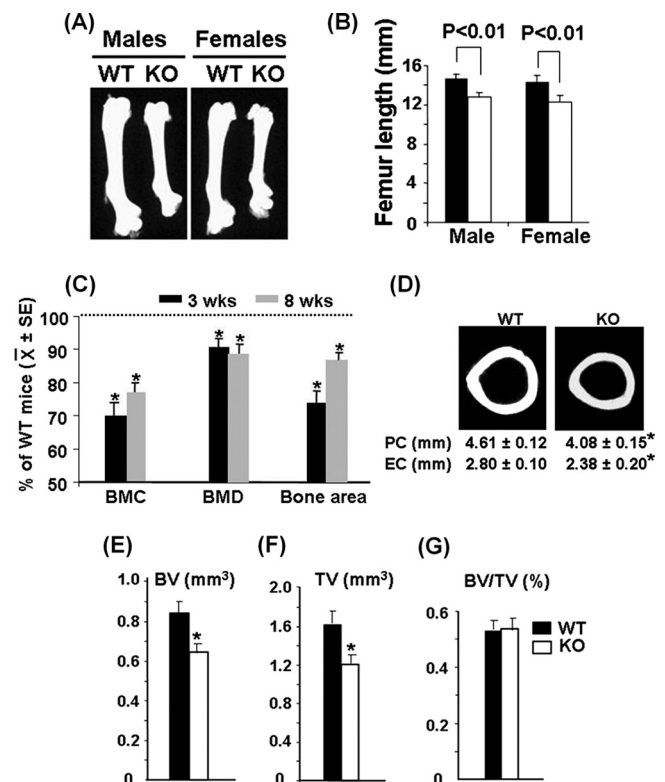 (A)
Males Females
WT KO WT KO
(B)
P<0.01 P<0.01
Femur length (mm)
16
12
8
4
0
Male Female
(C)
3 wks 8 wks
% of WT mice (X̅ ± SE)
100
90
80
70
60
50
* * * * * *
BMC BMD Bone area
(D)
WT KO
PC (mm) 4.61 ± 0.12 4.08 ± 0.15*
EC (mm) 2.80 ± 0.10 2.38 ± 0.20*
(E)
BV (mm³)
1.0
0.8
0.6
0.4
0.2
0
*
(F)
TV (mm³)
2.0
1.6
1.2
0.8
0.4
0
*
(G)
BV/TV (%)
0.6
0.4
0.2
0
WT
KO